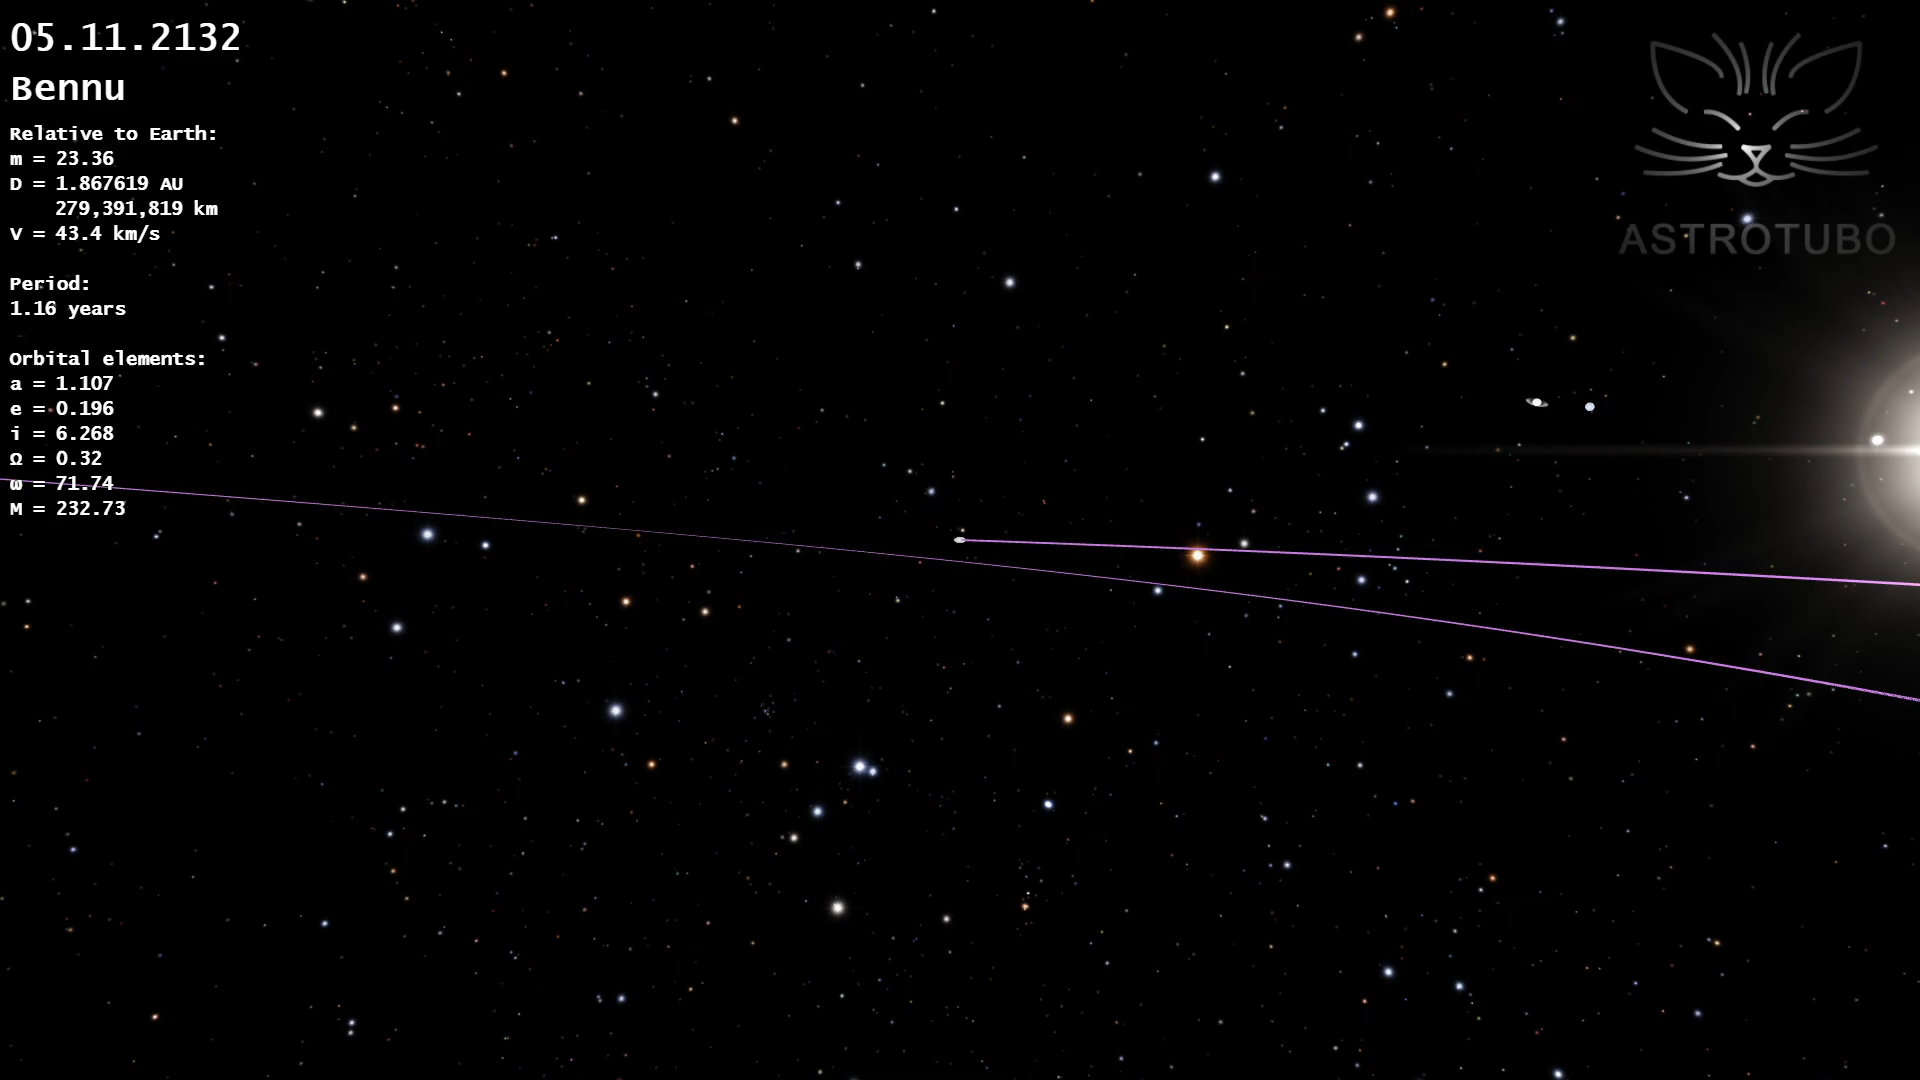 05.11.2132
Bennu
Relative to Earth:
m = 23.36
D = 1.867619 AU
279,391,819 km
V = 43.4 km/s
Period:
1.16 years
Orbital elements:
a = 1.107
e = 0.196
i = 6.268
Ω = 0.32
ω = 71.74
M = 232.73
ASTROTUBO